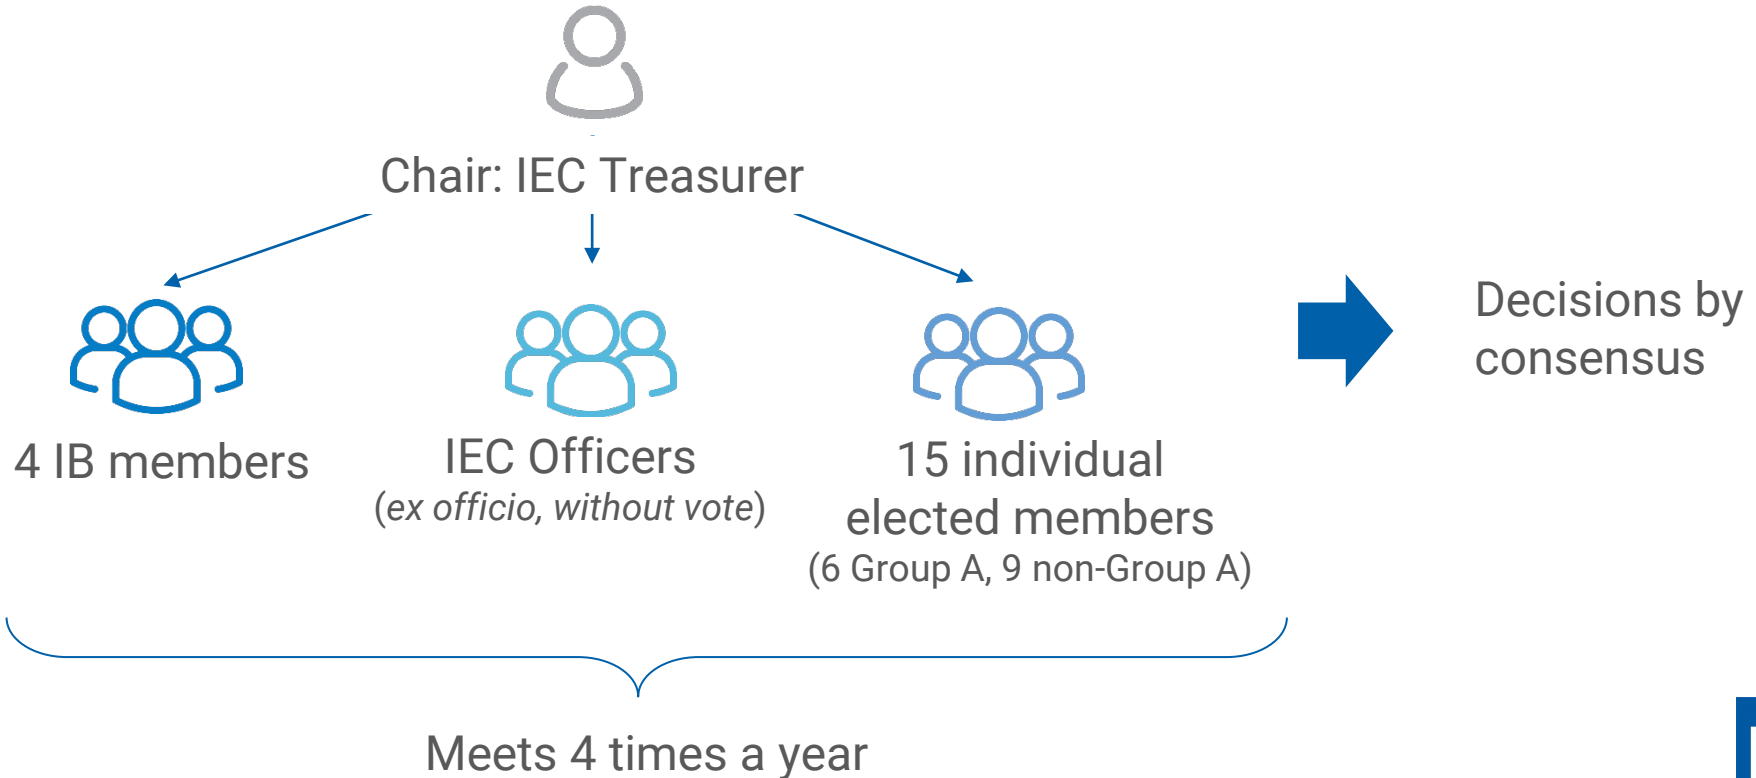 Chair: IEC Treasurer
4 IB members
IEC Officers
(ex officio, without vote)
15 individual
elected members
(6 Group A, 9 non-Group A)
Decisions by
consensus
Meets 4 times a year